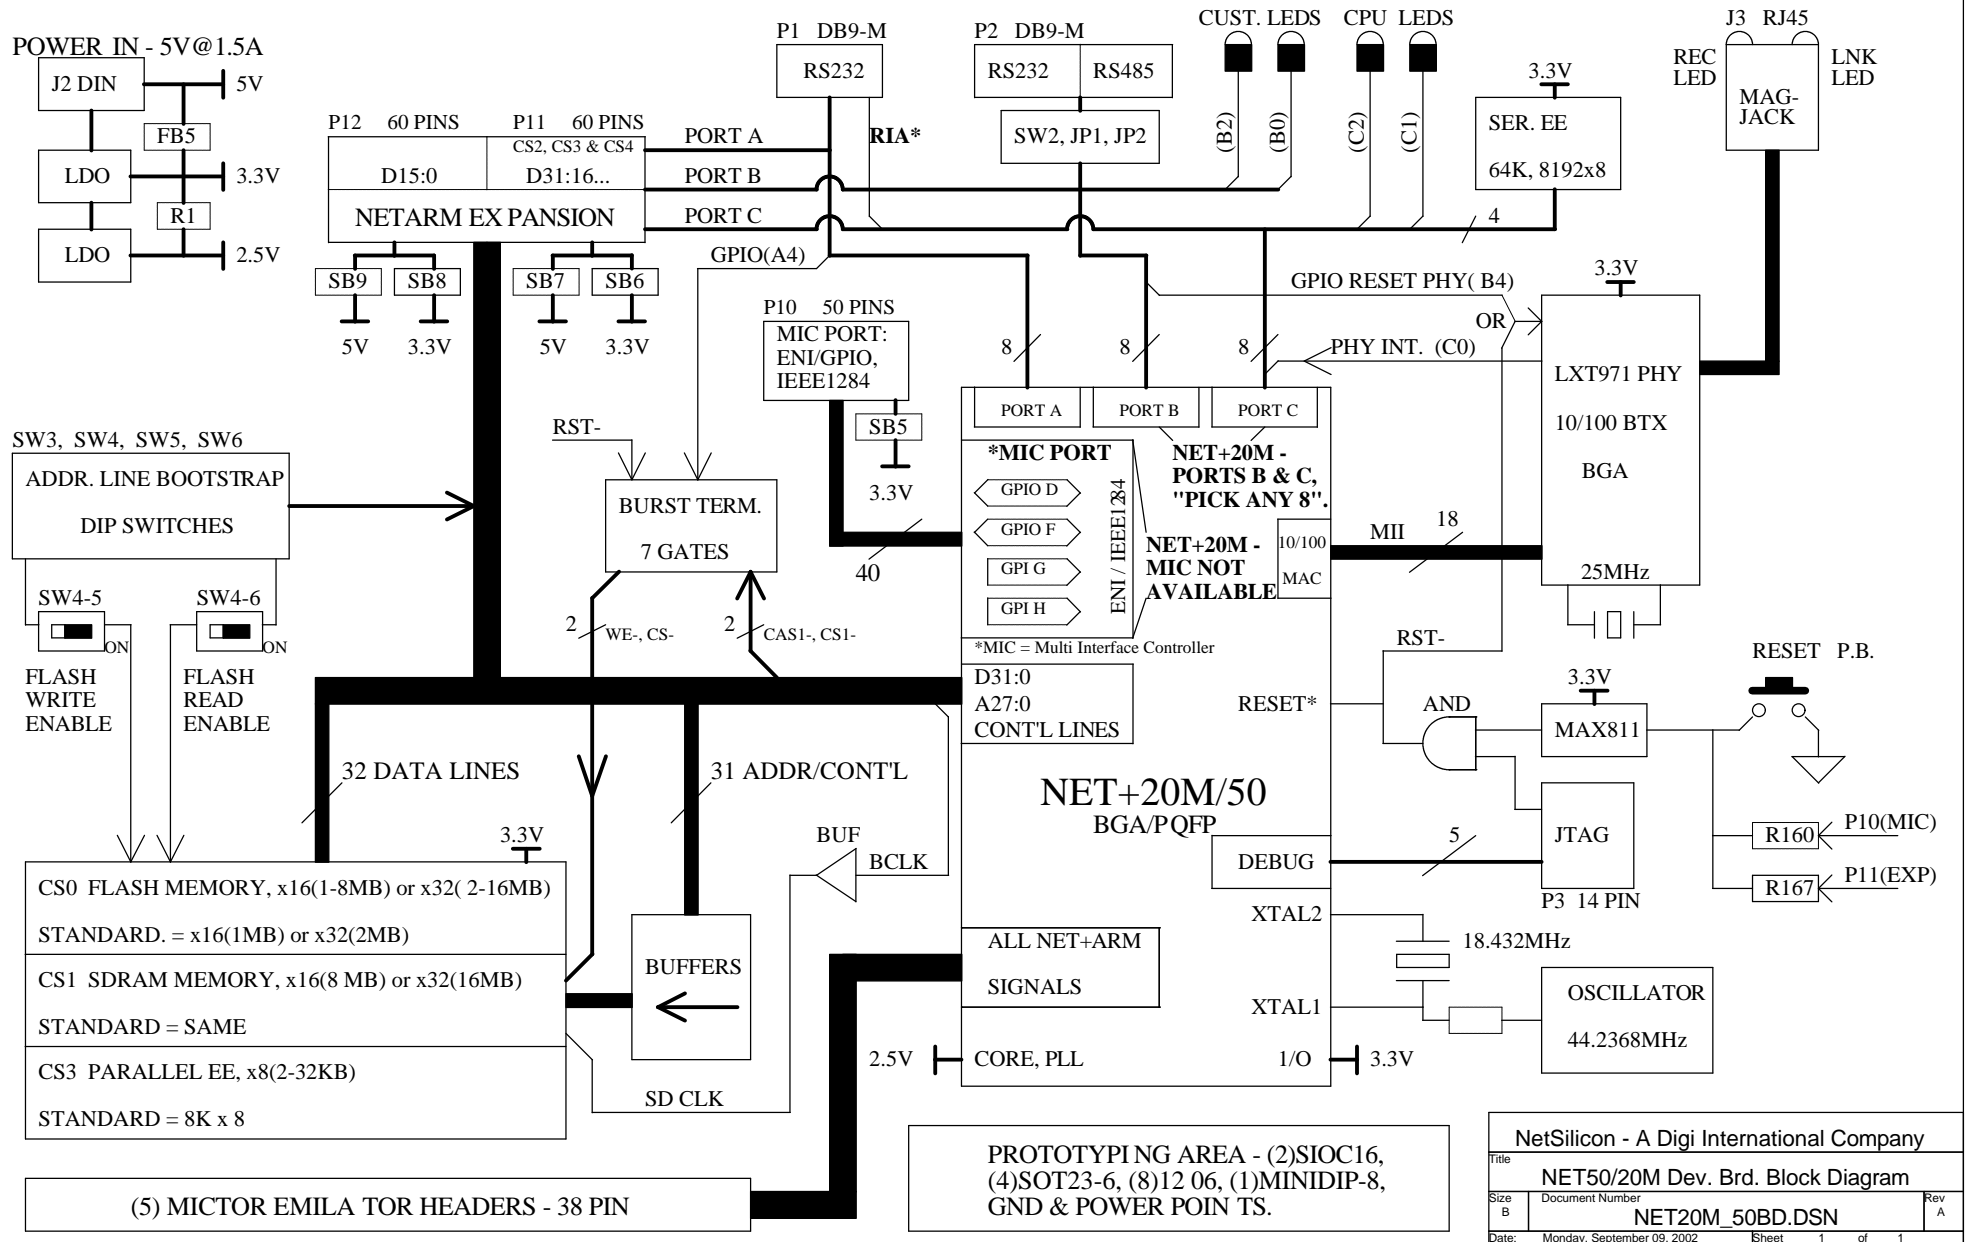 POWER IN - 5V@1.5A
J2 DIN
5V
FB5
LDO
3.3V
R1
LDO
2.5V
P12 60 PINS
P11 60 PINS
CS2, CS3 & CS4
D15:0
D31:16...
NETARM EX PANSION
SB9
SB8
SB7
SB6
5V
3.3V
5V
3.3V
PORT A
PORT B
PORT C
GPIO(A4)
P1 DB9-M
RS232
RIA*
P2 DB9-M
RS232
RS485
SW2, JP1, JP2
CUST. LEDS
CPU LEDS
(B2)
(B0)
(C2)
(C1)
3.3V
SER. EE
64K, 8192x8
4
J3 RJ45
REC
LED
LNK
LED
MAG-
JACK
GPIO RESET PHY( B4)
OR
PHY INT. (C0)
3.3V
LXT971 PHY
10/100 BTX
BGA
25MHz
P10 50 PINS
MIC PORT:
ENI/GPIO,
IEEE1284
SB5
3.3V
40
8
8
8
PORT A
PORT B
PORT C
*MIC PORT
GPIO D
GPIO F
GPI G
GPI H
ENI / IEEE1284
NET+20M -
PORTS B & C,
"PICK ANY 8".
NET+20M -
MIC NOT
AVAILABLE
10/100
MAC
MII
18
*MIC = Multi Interface Controller
D31:0
A27:0
CONT'L LINES
RESET*
RST-
AND
3.3V
MAX811
RESET P.B.
JTAG
P3 14 PIN
R160
P10(MIC)
R167
P11(EXP)
NET+20M/50
BGA/PQFP
DEBUG
5
XTAL2
18.432MHz
XTAL1
OSCILLATOR
44.2368MHz
ALL NET+ARM
SIGNALS
2.5V
CORE, PLL
1/O
3.3V
SW3, SW4, SW5, SW6
ADDR. LINE BOOTSTRAP
DIP SWITCHES
SW4-5
ON
SW4-6
ON
FLASH
WRITE
ENABLE
FLASH
READ
ENABLE
RST-
BURST TERM.
7 GATES
2
WE-, CS-
2
CAS1-, CS1-
32 DATA LINES
31 ADDR/CONT'L
BUF
BCLK
3.3V
CS0 FLASH MEMORY, x16(1-8MB) or x32( 2-16MB)
STANDARD. = x16(1MB) or x32(2MB)
CS1 SDRAM MEMORY, x16(8 MB) or x32(16MB)
STANDARD = SAME
CS3 PARALLEL EE, x8(2-32KB)
STANDARD = 8K x 8
BUFFERS
SD CLK
(5) MICTOR EMILA TOR HEADERS - 38 PIN
PROTOTYPI NG AREA - (2)SIOC16,
(4)SOT23-6, (8)12 06, (1)MINIDIP-8,
GND & POWER POIN TS.
NetSilicon - A Digi International Company
Title
NET50/20M Dev. Brd. Block Diagram
Size
B
Document Number
NET20M_50BD.DSN
Rev
A
Date: Monday, September 09, 2002 Sheet 1 of 1